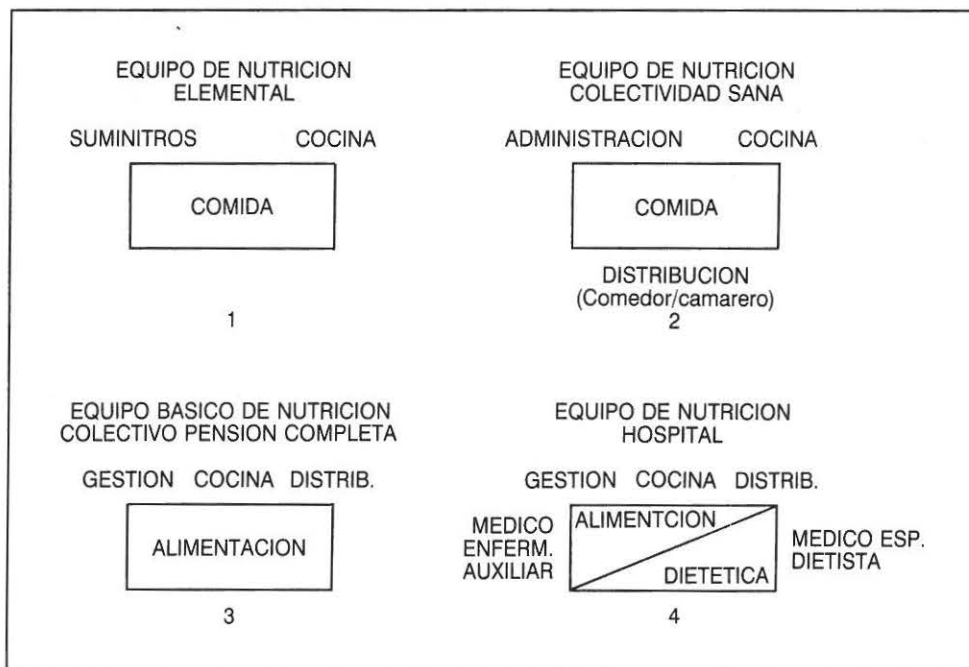 EQUIPO DE NUTRICION
ELEMENTAL
SUMINITROS COCINA
COMIDA
1
EQUIPO DE NUTRICION
COLECTIVIDAD SANA
ADMINISTRACION COCINA
COMIDA
DISTRIBUCION
(Comedor/camarero)
2
EQUIPO BASICO DE NUTRICION
COLECTIVO PENSION COMPLETA
GESTION COCINA DISTRIB.
ALIMENTACION
3
EQUIPO DE NUTRICION
HOSPITAL
GESTION COCINA DISTRIB.
MEDICO
ENFERM.
AUXILIAR
ALIMENTCION
DIETETICA
MEDICO ESP.
DIETISTA
4